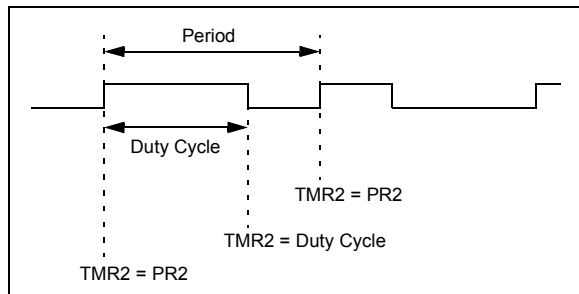 Period
Duty Cycle
TMR2 = PR2
TMR2 = Duty Cycle
TMR2 = PR2